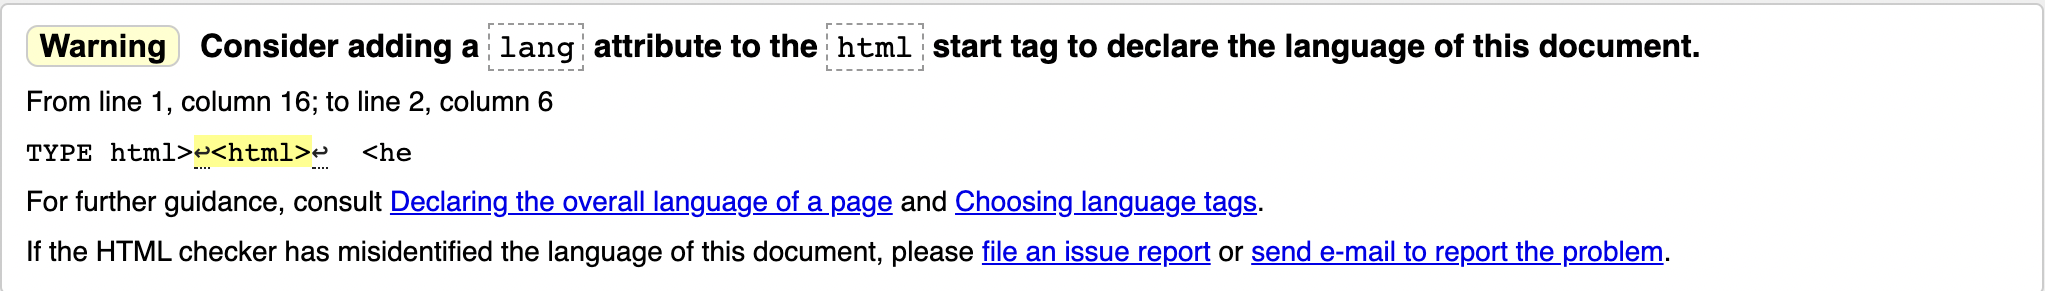 Warning Consider adding a lang attribute to the html start tag to declare the language of this document.
From line 1, column 16; to line 2, column 6
TYPE html>↩<html>↩  <he
For further guidance, consult Declaring the overall language of a page and Choosing language tags.
If the HTML checker has misidentified the language of this document, please file an issue report or send e-mail to report the problem.